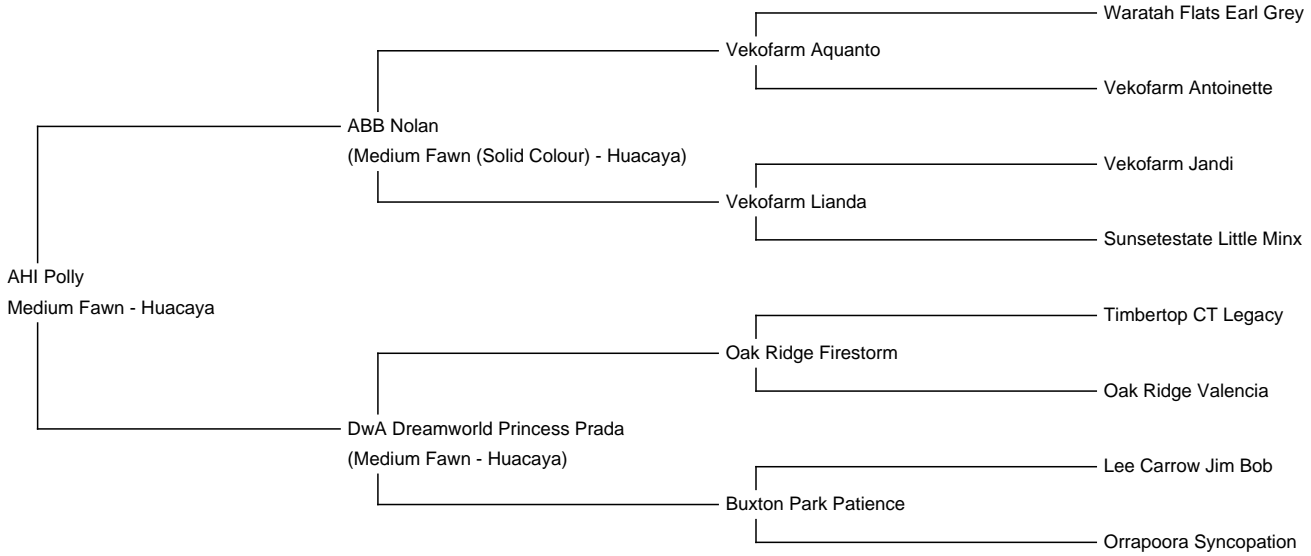 Waratah Flats Earl Grey
Vekofarm Aquanto
Vekofarm Antoinette
ABB Nolan
(Medium Fawn (Solid Colour) - Huacaya)
Vekofarm Jandi
Vekofarm Lianda
Sunsetestate Little Minx
AHI Polly
Medium Fawn - Huacaya
Timbertop CT Legacy
Oak Ridge Firestorm
Oak Ridge Valencia
DwA Dreamworld Princess Prada
(Medium Fawn - Huacaya)
Lee Carrow Jim Bob
Buxton Park Patience
Orrapoora Syncopation